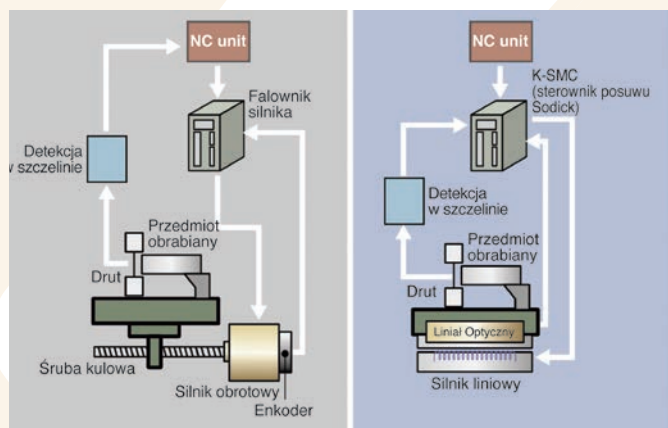 NC unit
Falownik
silnika
Detekcja
w szczelinie
Przedmiot
obrabiany
Drut
Śruba kulowa
Silnik obrotowy
Enkoder
NC unit
K-SMC
(sterownik posuwu
Sodick)
Detekcja
w szczelinie
Przedmiot
obrabiany
Drut
Liniał Optyczny
Silnik liniowy